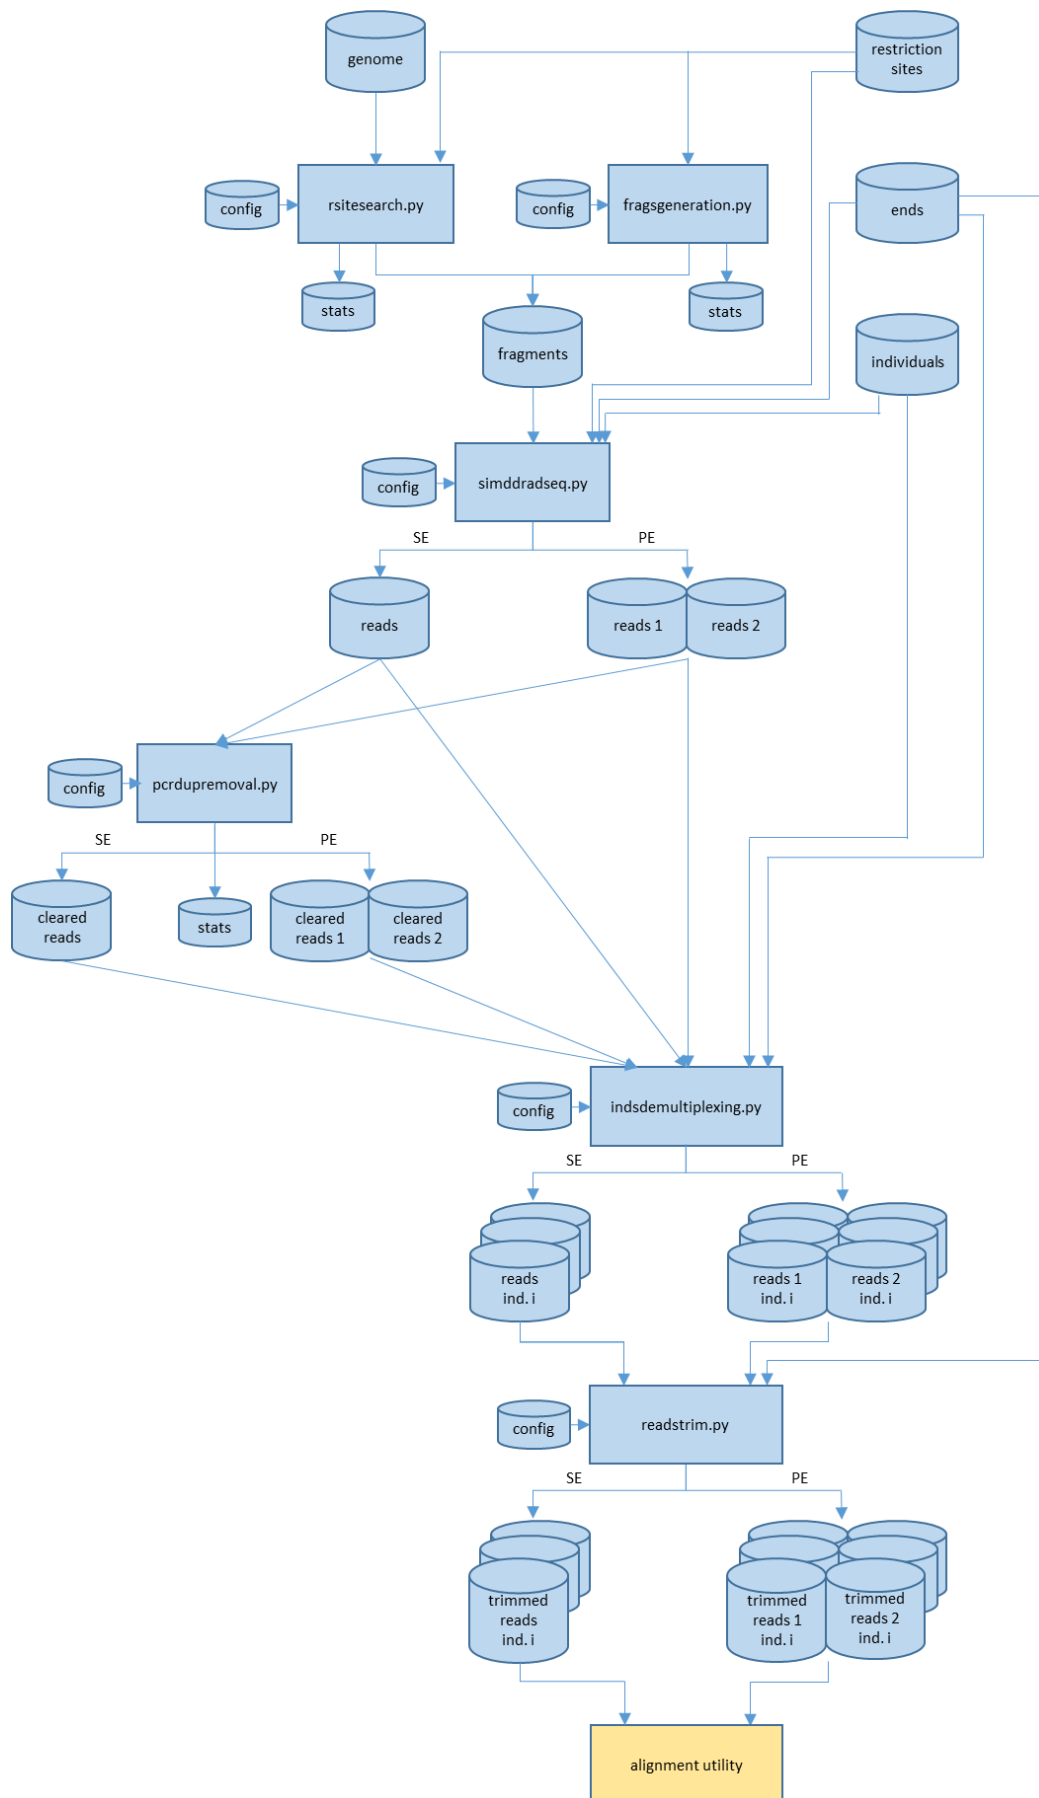 genome
restriction
sites
config
rsitesearch.py
config
fragsgeneration.py
ends
stats
stats
fragments
individuals
config
simddradseq.py
SE
PE
reads
reads 1
reads 2
config
pcrdupremoval.py
SE
PE
cleared
reads
stats
cleared
reads 1
cleared
reads 2
config
indsdemultiplexing.py
SE
PE
reads
ind. i
reads 1
ind. i
reads 2
ind. i
config
readstrim.py
SE
PE
trimmed
reads
ind. i
trimmed
reads 1
ind. i
trimmed
reads 2
ind. i
alignment utility